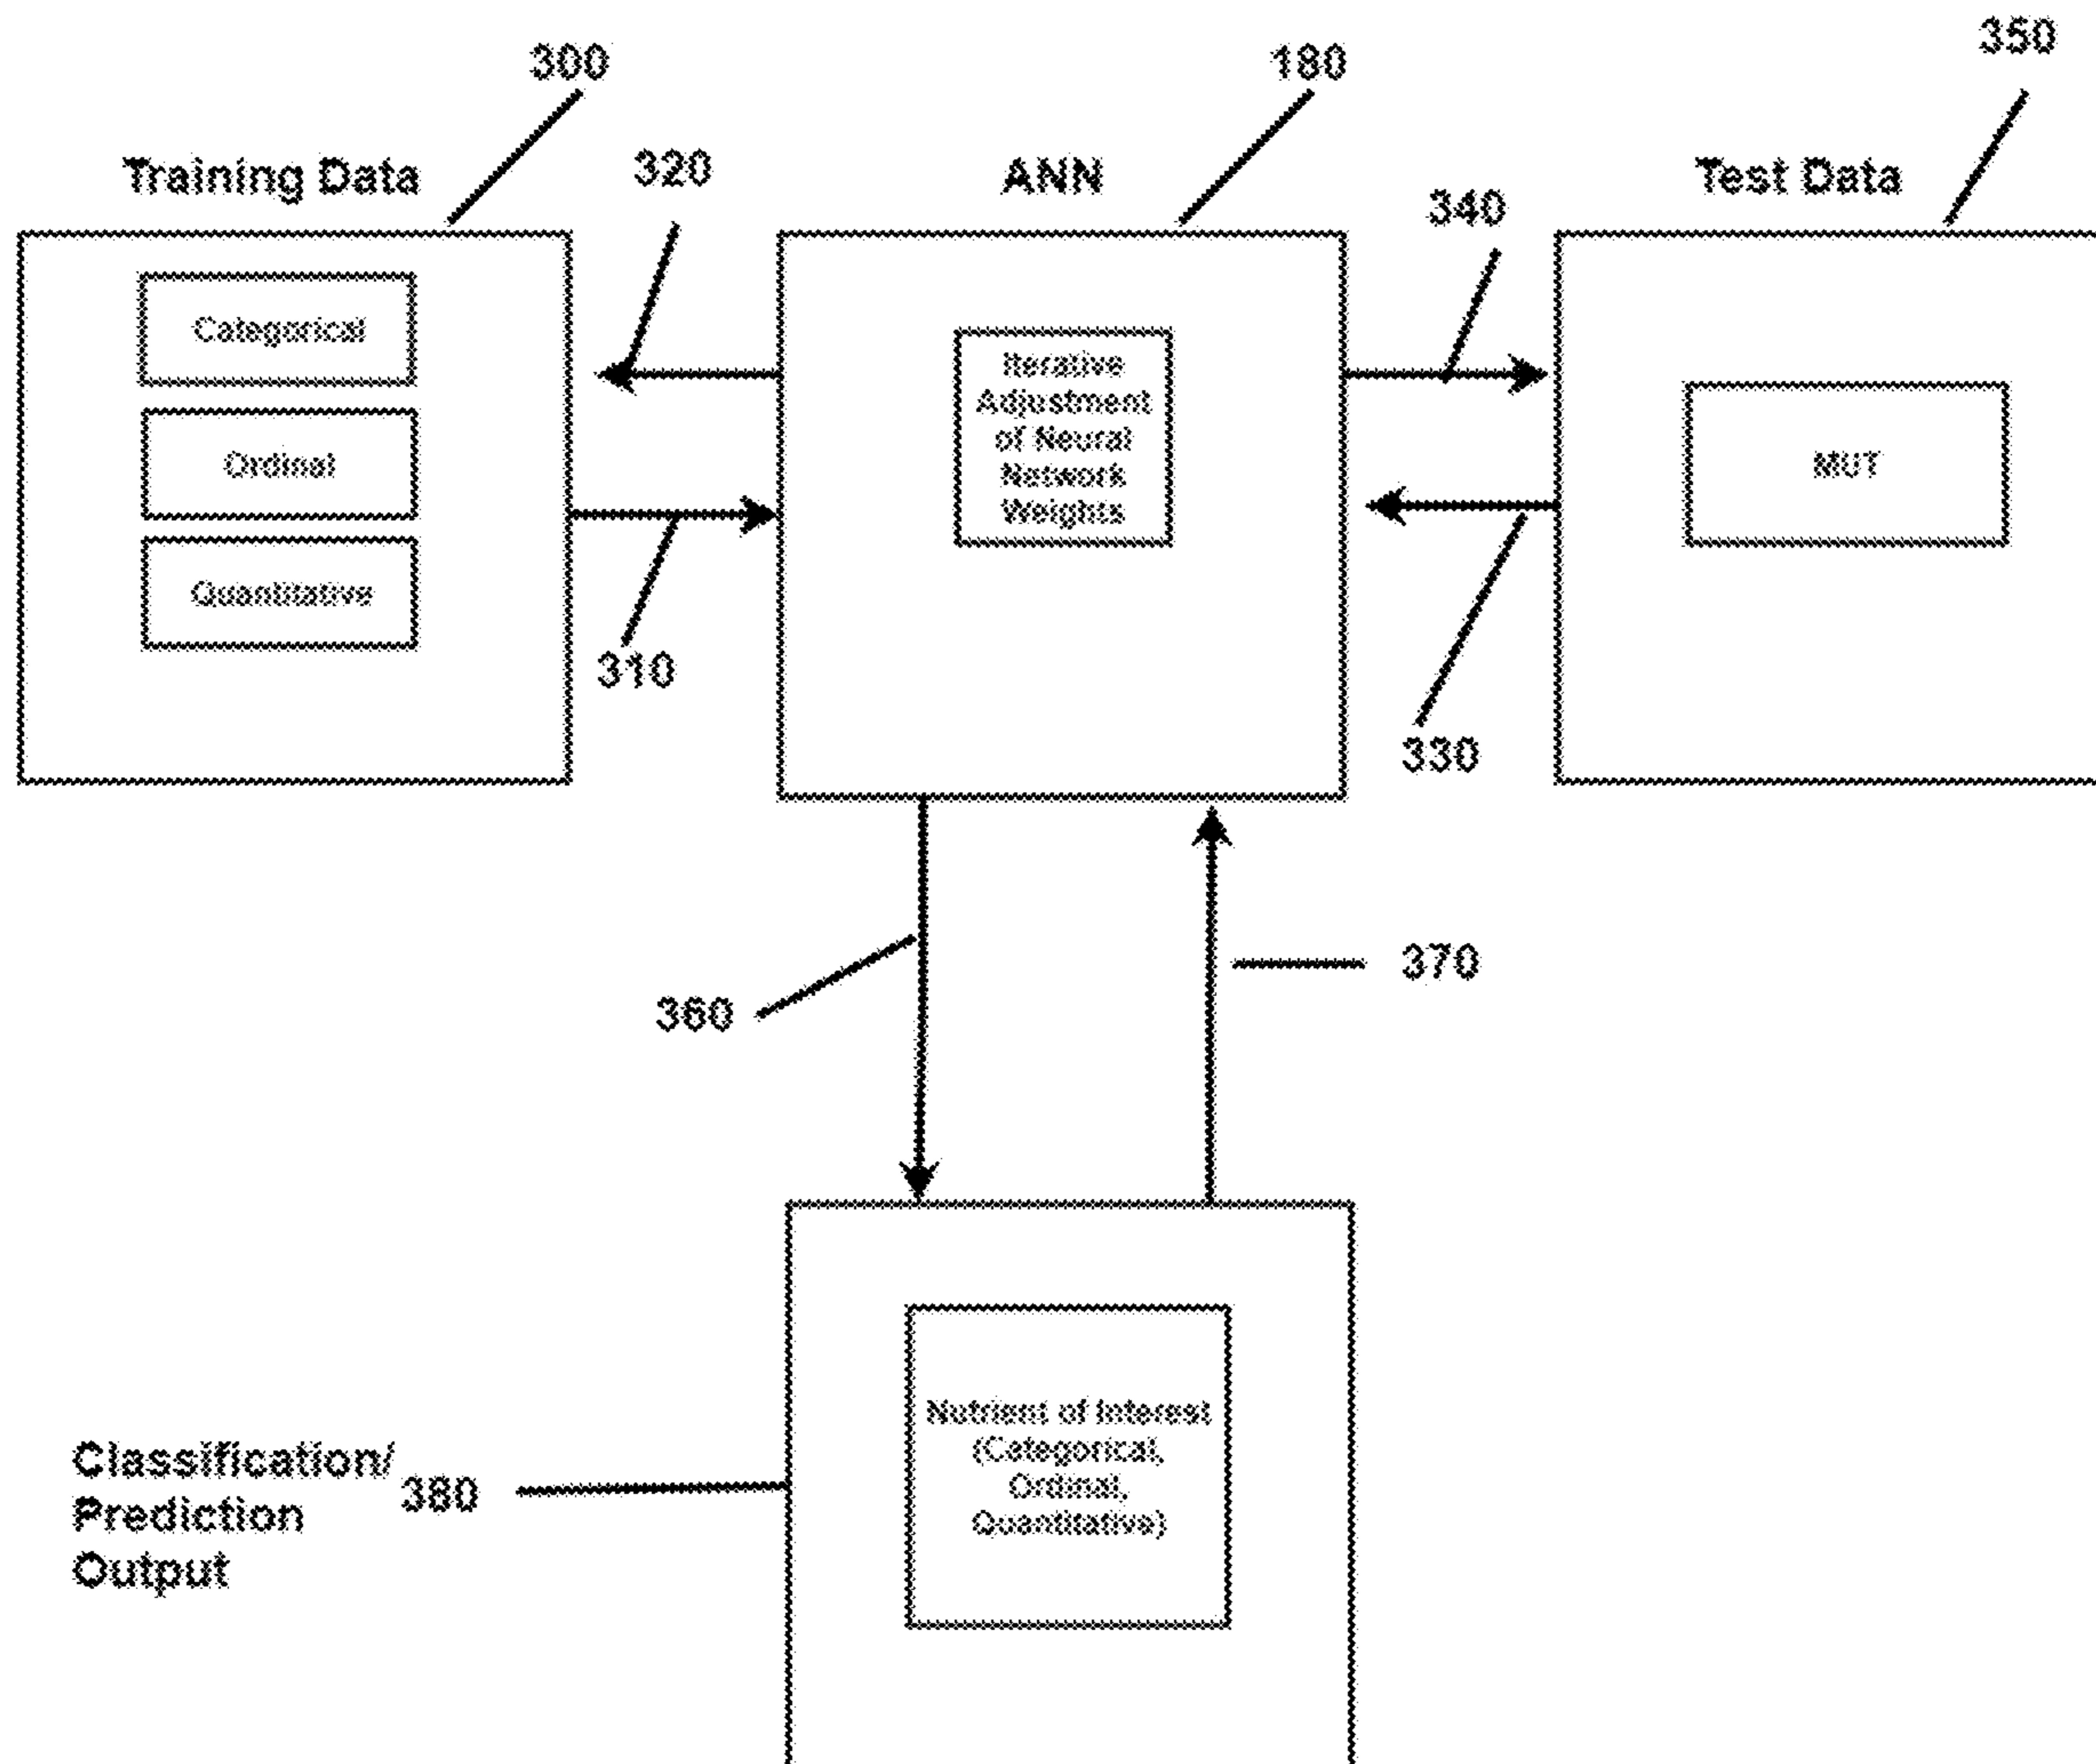 300
180
350
Training Data
320
ANN
340
Test Data
Categorical
Ordinal
Quantitative
Iterative
Adjustment
of Neural
Network
Weights
MUT
310
330
360
370
Nutrient of Interest
(Categorical,
Ordinal,
Quantitative)
Classification/
Prediction
Output
380